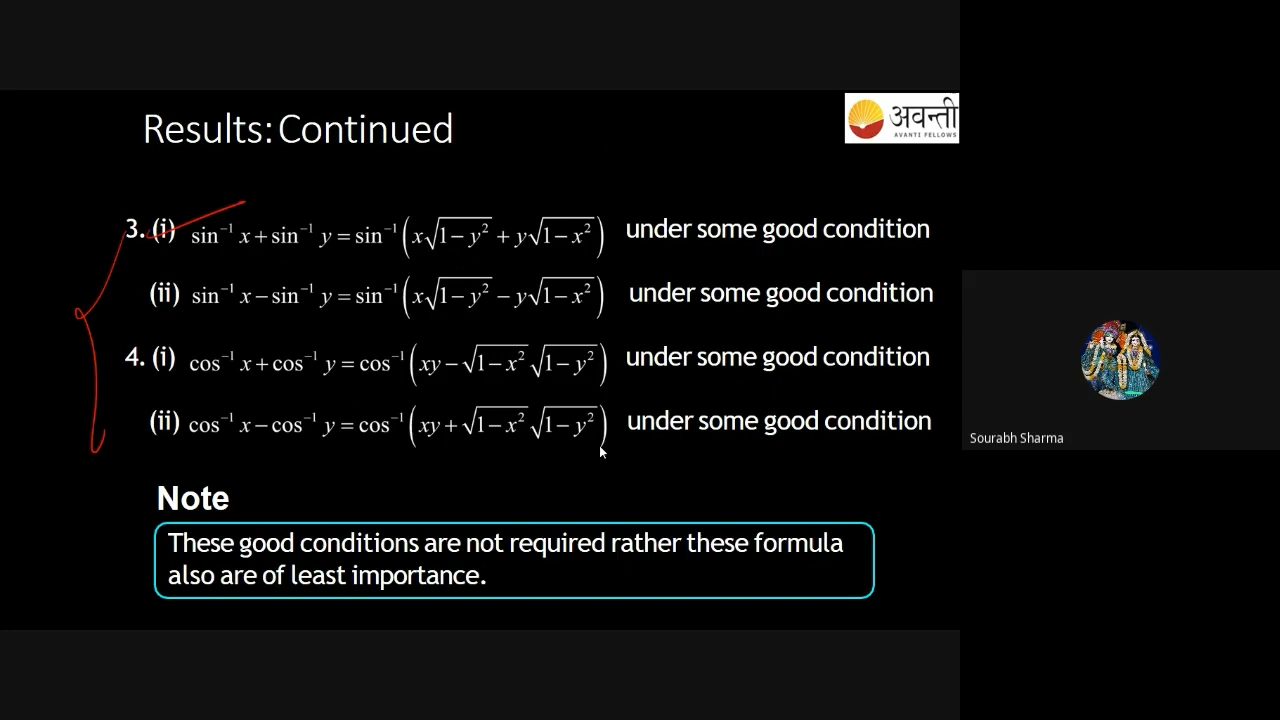 Results: Continued
अवन्ती
AVANTI FELLOWS
3. (i) sin⁻¹ x + sin⁻¹ y = sin⁻¹ (x√(1−y²) + y√(1−x²)) under some good condition
(ii) sin⁻¹ x − sin⁻¹ y = sin⁻¹ (x√(1−y²) − y√(1−x²)) under some good condition
4. (i) cos⁻¹ x + cos⁻¹ y = cos⁻¹ (xy − √(1−x²) √(1−y²)) under some good condition
(ii) cos⁻¹ x − cos⁻¹ y = cos⁻¹ (xy + √(1−x²) √(1−y²)) under some good condition
Sourabh Sharma
Note
These good conditions are not required rather these formula
also are of least importance.